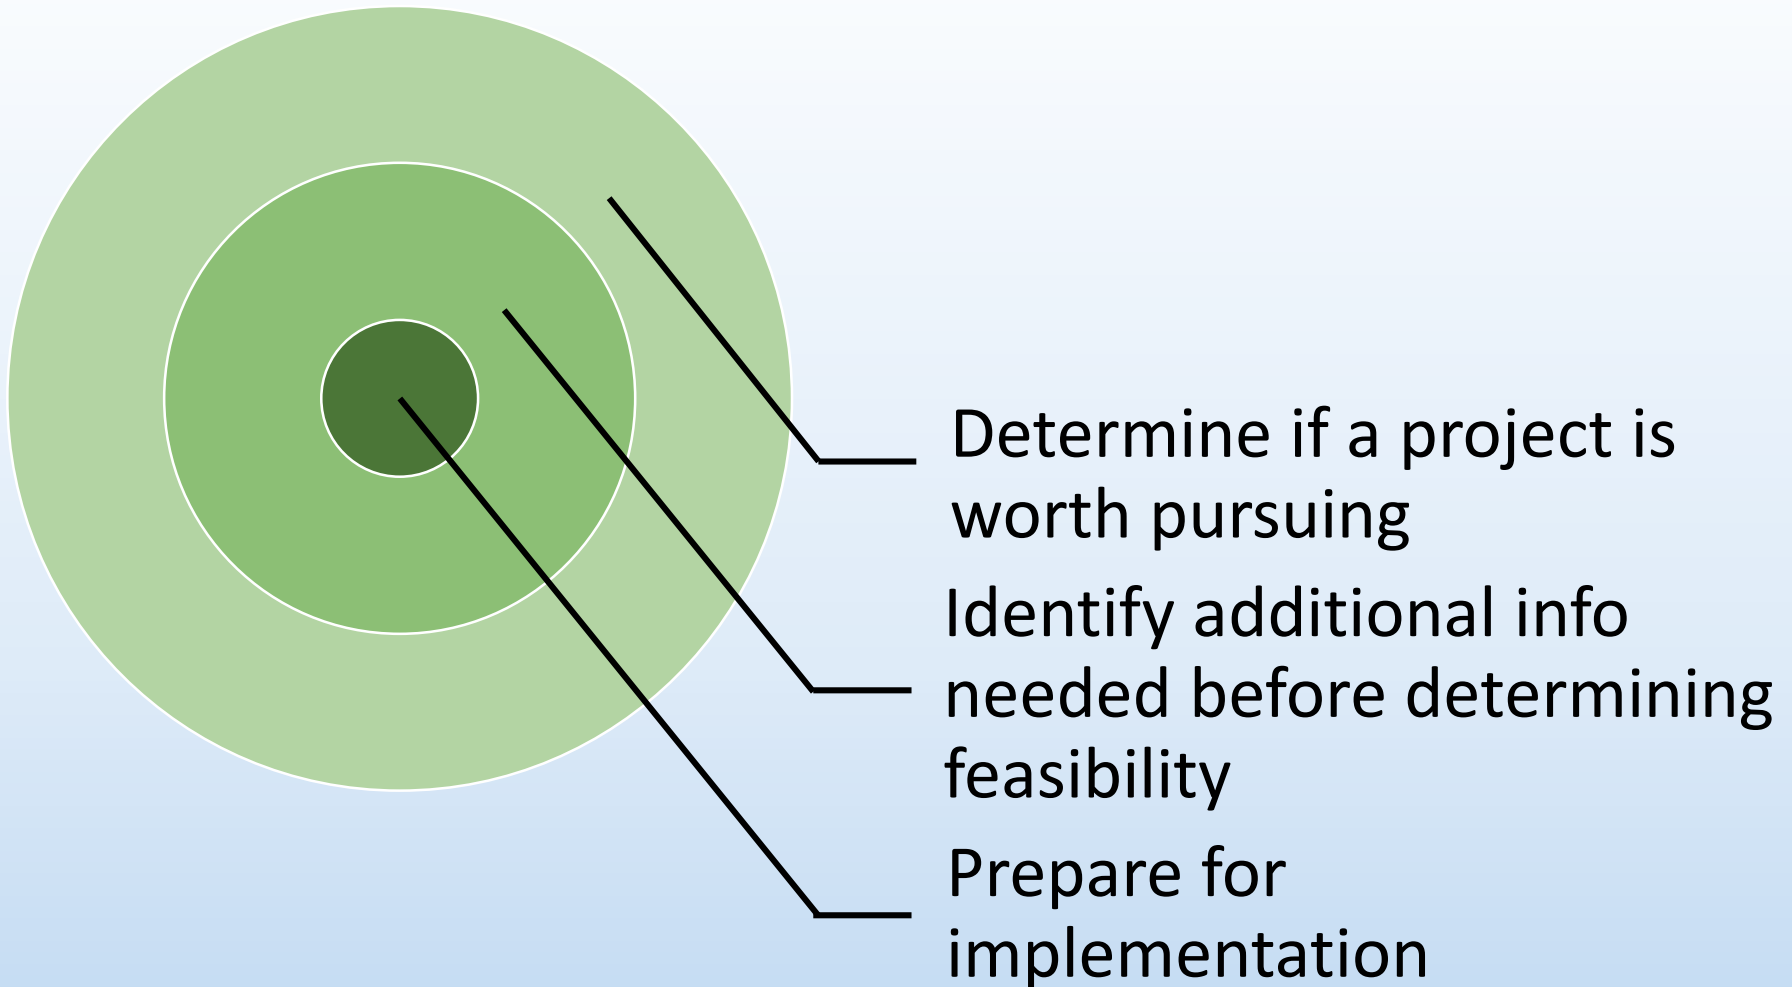 Determine if a project is
worth pursuing
Identify additional info
needed before determining
feasibility
Prepare for
implementation